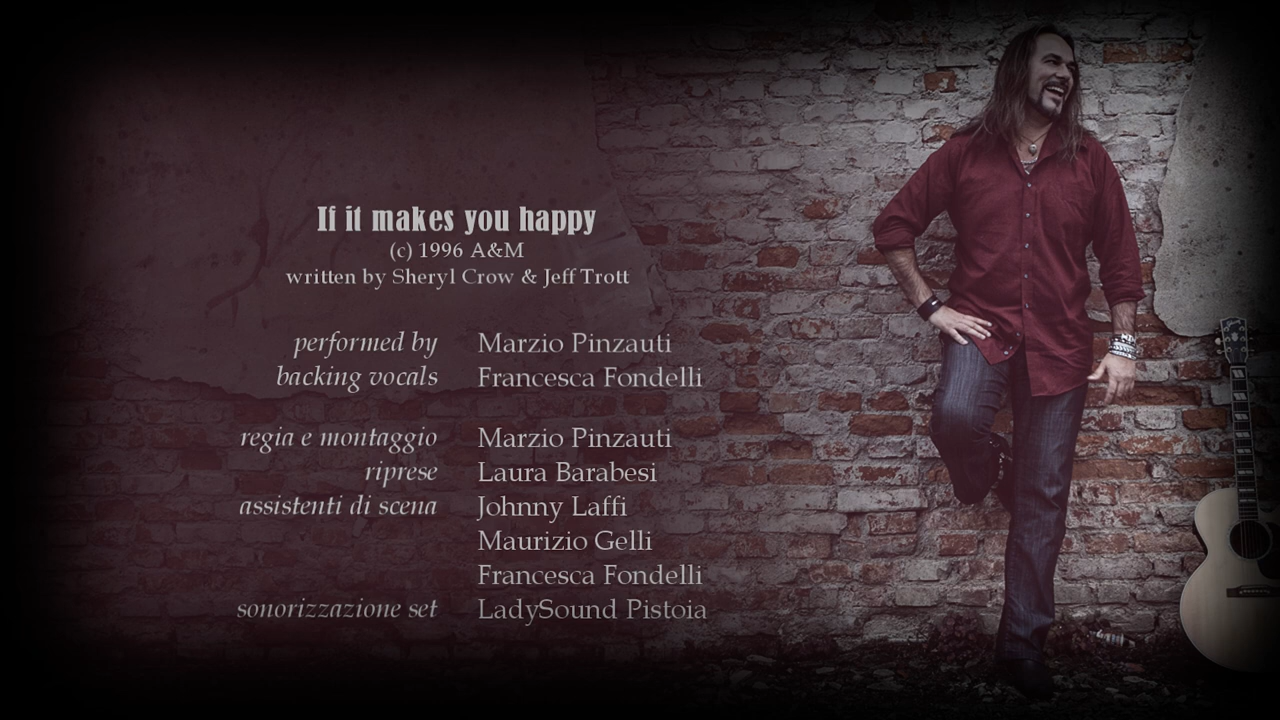 If it makes you happy
(c) 1996 A&M
written by Sheryl Crow & Jeff Trott
performed by Marzio Pinzauti
backing vocals Francesca Fondelli
regia e montaggio Marzio Pinzauti
riprese Laura Barabesi
assistenti di scena Johnny Laffi
Maurizio Gelli
Francesca Fondelli
sonorizzazione set LadySound Pistoia